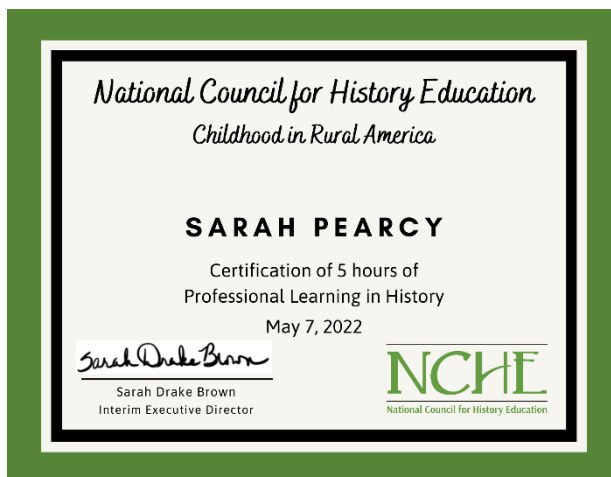 National Council for History Education
Childhood in Rural America
SARAH PEARCY
Certification of 5 hours of
Professional Learning in History
May 7, 2022
Sarah Drake Brown
Sarah Drake Brown
Interim Executive Director
NCHE
National Council for History Education